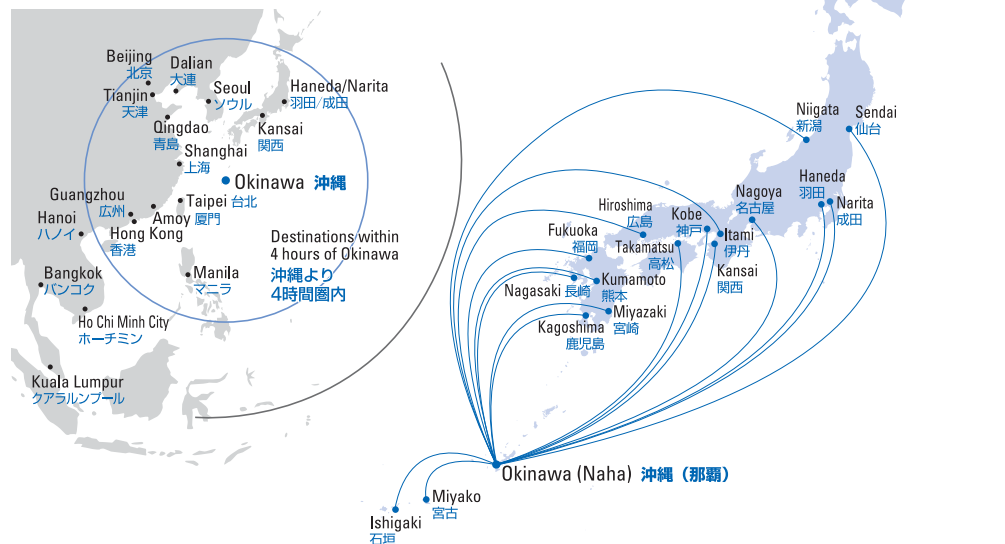 Beijing
北京
Dalian
大連
Tianjin
天津
Seoul
ソウル
Haneda/Narita
羽田/成田
Qingdao
青島
Kansai
関西
Shanghai
上海
Okinawa 沖縄
Guangzhou
広州
Taipei 台北
Amoy 厦門
Hanoi
ハノイ
Hong Kong
香港
Destinations within
4 hours of Okinawa
沖縄より
4時間圏内
Bangkok
バンコク
Manila
マニラ
Ho Chi Minh City
ホーチミン
Kuala Lumpur
クアラルンプール
Niigata
新潟
Sendai
仙台
Haneda
羽田
Narita
成田
Nagoya
名古屋
Hiroshima
広島
Kobe
神戸
Itami
伊丹
Fukuoka
福岡
Takamatsu
高松
Kansai
関西
Nagasaki 長崎
Kumamoto
熊本
Miyazaki
宮崎
Kagoshima
鹿児島
Okinawa (Naha) 沖縄（那覇）
Miyako
宮古
Ishigaki
石垣